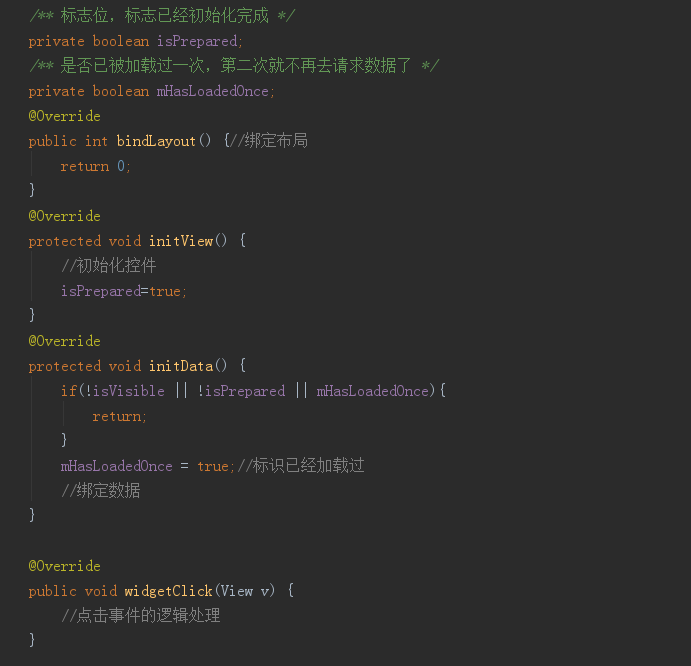 /** 标志位，标志已经初始化完成 */
private boolean isPrepared;
/** 是否已被加载过一次，第二次就不再去请求数据了 */
private boolean mHasLoadedOnce;
@Override
public int bindLayout() {//绑定布局
    return 0;
}
@Override
protected void initView() {
    //初始化控件
    isPrepared=true;
}
@Override
protected void initData() {
    if(!isVisible || !isPrepared || mHasLoadedOnce){
        return;
    }
    mHasLoadedOnce = true;//标识已经加载过
    //绑定数据
}
@Override
public void widgetClick(View v) {
    //点击事件的逻辑处理
}